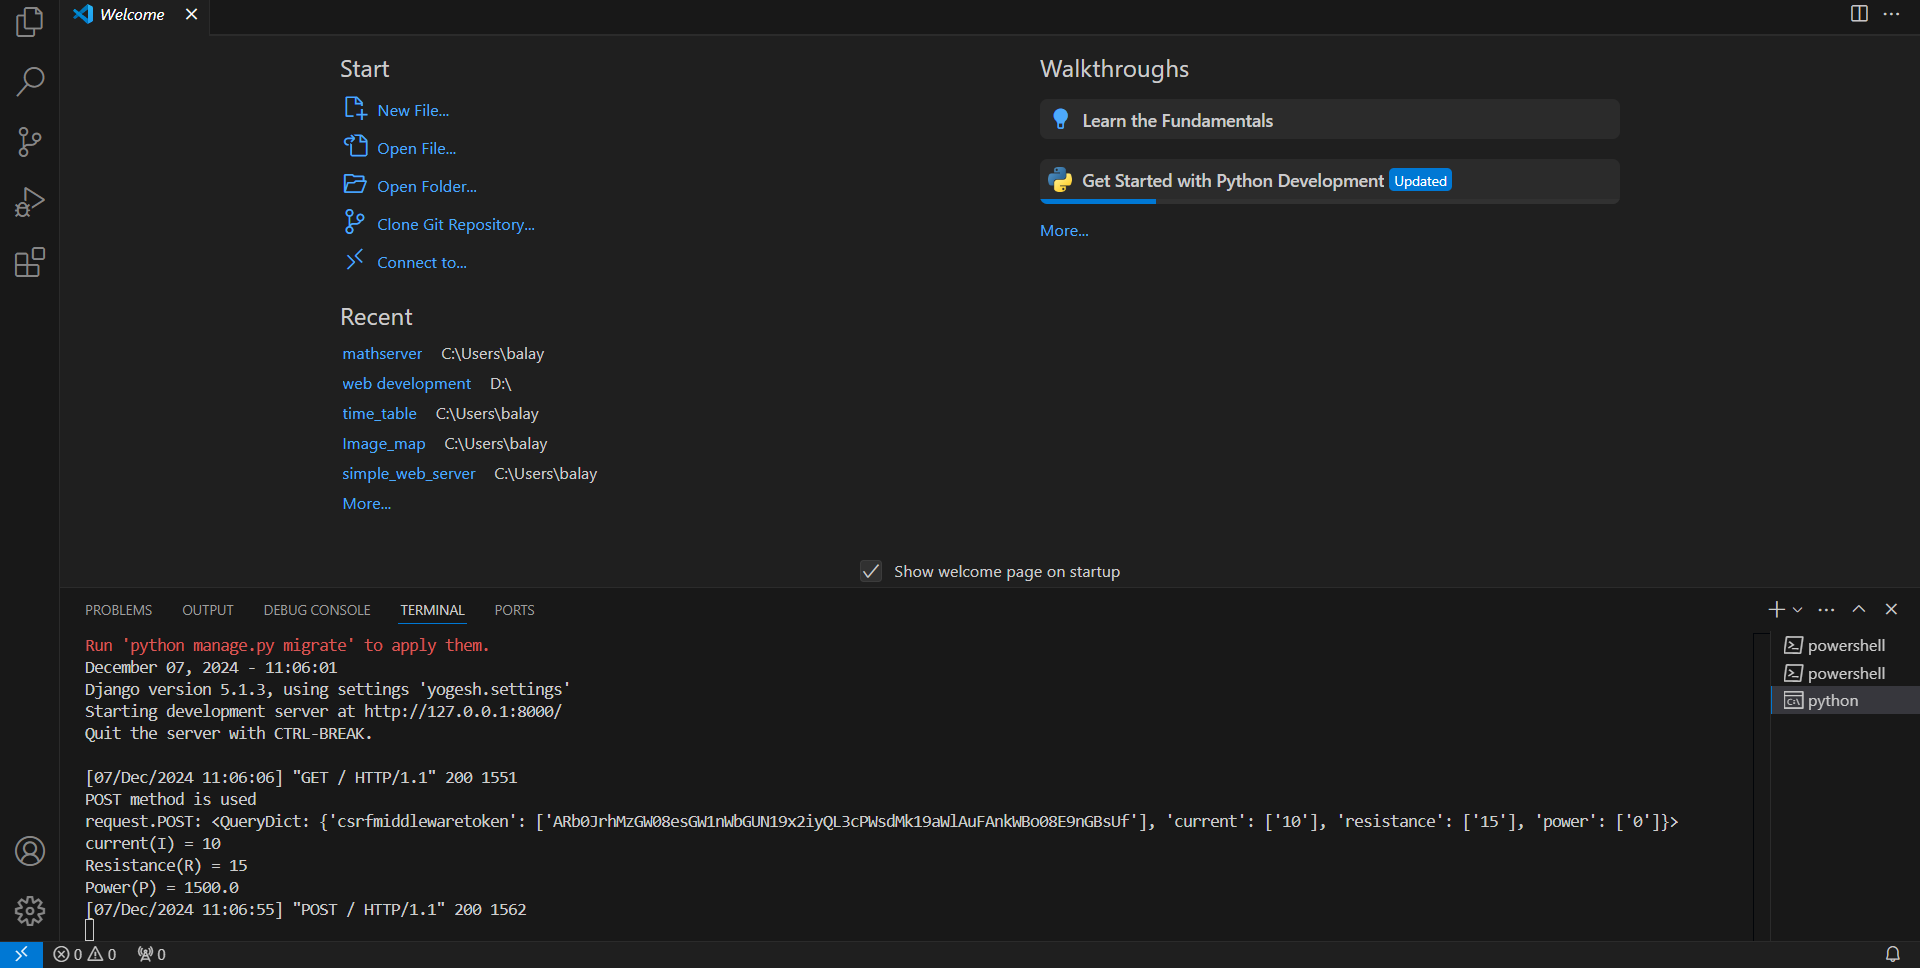 Welcome
Start
New File...
Open File...
Open Folder...
Clone Git Repository...
Connect to...
Recent
mathserver C:\Users\balay
web development D:\
time_table C:\Users\balay
Image_map C:\Users\balay
simple_web_server C:\Users\balay
More...
Walkthroughs
Learn the Fundamentals
Get Started with Python Development Updated
More...
Show welcome page on startup
PROBLEMS OUTPUT DEBUG CONSOLE TERMINAL PORTS
Run 'python manage.py migrate' to apply them.
December 07, 2024 - 11:06:01
Django version 5.1.3, using settings 'yogesh.settings'
Starting development server at http://127.0.0.1:8000/
Quit the server with CTRL-BREAK.
[07/Dec/2024 11:06:06] "GET / HTTP/1.1" 200 1551
POST method is used
request.POST: <QueryDict: {'csrfmiddlewaretoken': ['ARb0JrhMzGW08esGW1nWbGUN19x2iyQL3cPWsdMk19aWlAuFAnkWBo08E9nGBsUf'], 'current': ['10'], 'resistance': ['15'], 'power': ['0']}>
current(I) = 10
Resistance(R) = 15
Power(P) = 1500.0
[07/Dec/2024 11:06:55] "POST / HTTP/1.1" 200 1562
powershell
powershell
python
0 0 0